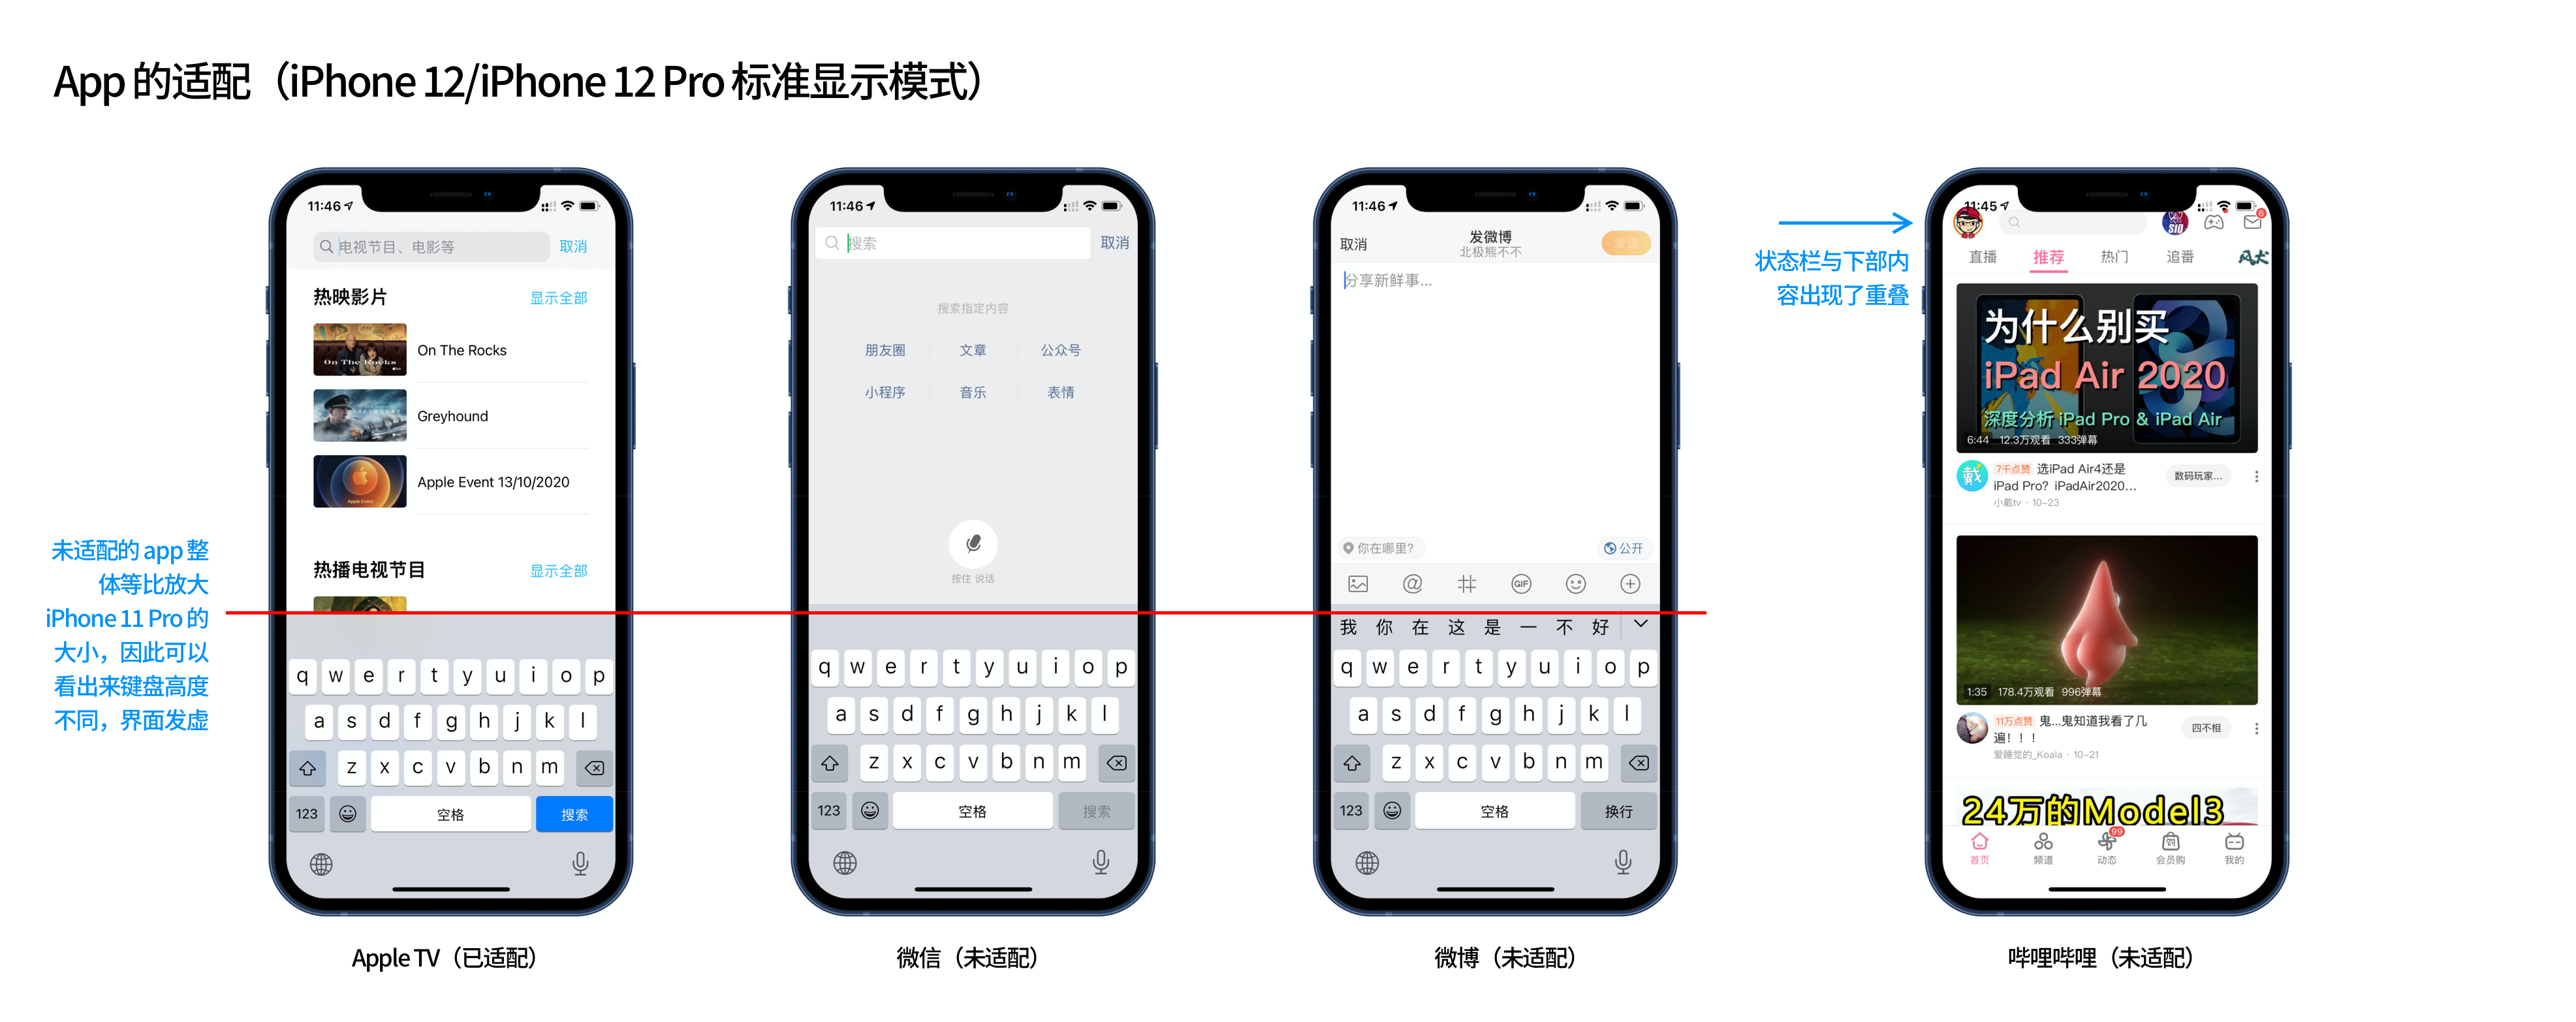 App 的适配（iPhone 12/iPhone 12 Pro 标准显示模式）
未适配的 app 整
体等比放大
iPhone 11 Pro 的
大小，因此可以
看出来键盘高度
不同，界面发虚
11:46
电视节目、电影等
取消
热映影片
显示全部
On The Rocks
On The Rocks
Greyhound
Apple Event
Apple Event 13/10/2020
热播电视节目
显示全部
q w e r t y u i o p
a s d f g h j k l
z x c v b n m
123 空格 搜索
Apple TV（已适配）
11:46
搜索
取消
搜索指定内容
朋友圈 文章 公众号
小程序 音乐 表情
按住 说话
q w e r t y u i o p
a s d f g h j k l
z x c v b n m
123 空格 搜索
微信（未适配）
11:46
取消
发微博
北极熊不不
发送
分享新鲜事...
你在哪里？
公开
GIF
我 你 在 这 是 一 不 好
q w e r t y u i o p
a s d f g h j k l
z x c v b n m
123 空格 换行
微博（未适配）
状态栏与下部内
容出现了重叠
11:45
SIO
6
直播 推荐 热门 追番
为什么别买
iPad Air 2020
深度分析 iPad Pro & iPad Air
6:44 12.3万观看 333弹幕
戴
7千点赞 选iPad Air4还是
iPad Pro？iPadAir2020...
小戴tv · 10-23
数码玩家...
1:35 178.4万观看 996弹幕
11万点赞 鬼...鬼知道我看了几
遍！！！
爱睡觉的_Koala · 10-21
四不相
24万的Model3
99
首页 频道 动态 会员购 我的
哔哩哔哩（未适配）